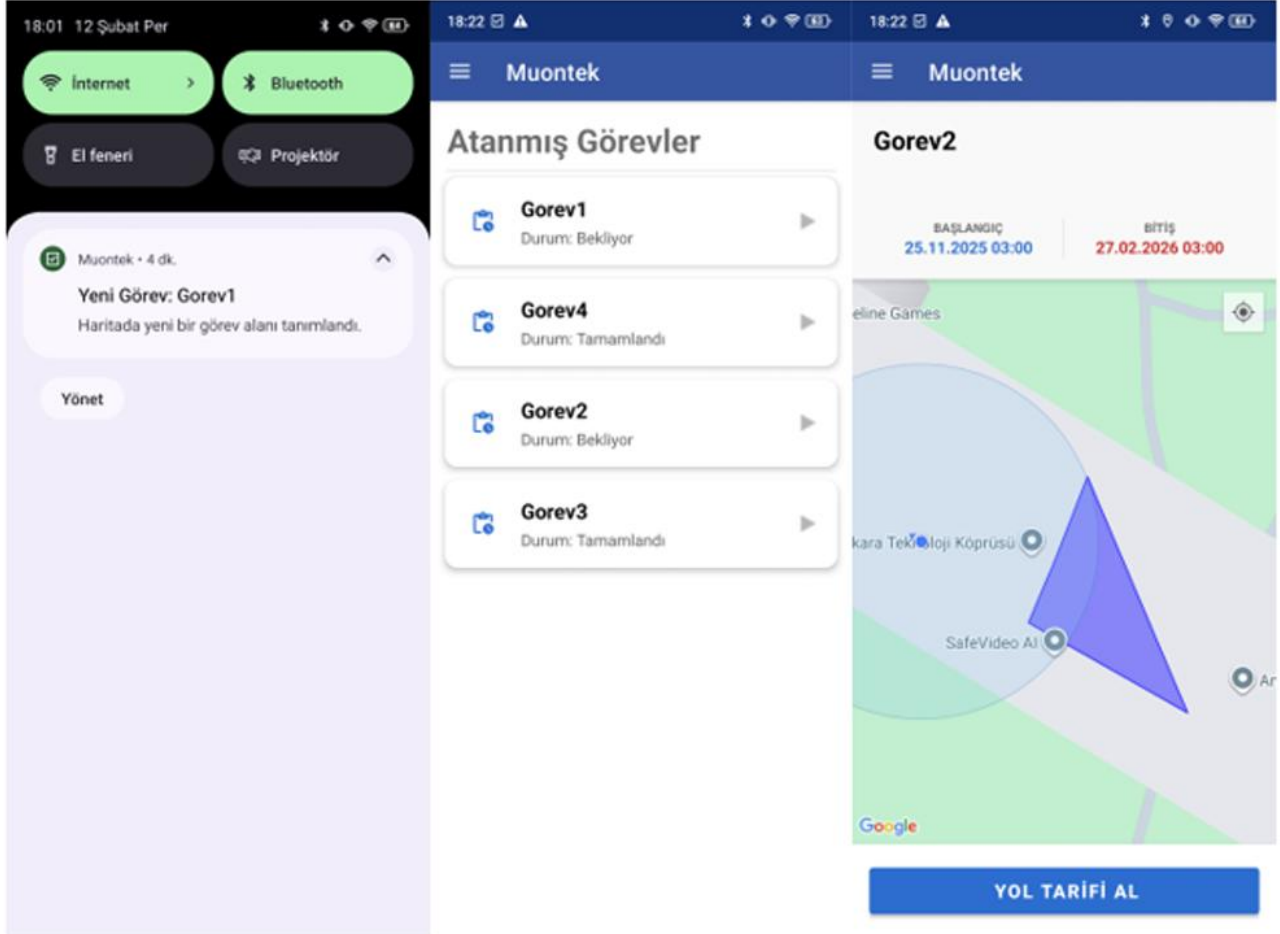 18:01 12 Şubat Per
64
İnternet
Bluetooth
El feneri
Projektör
Muontek • 4 dk.
Yeni Görev: Gorev1
Haritada yeni bir görev alanı tanımlandı.
Yönet
18:22
Muontek
Atanmış Görevler
Gorev1
Durum: Bekliyor
Gorev4
Durum: Tamamlandı
Gorev2
Durum: Bekliyor
Gorev3
Durum: Tamamlandı
18:22
Muontek
Gorev2
BAŞLANGIÇ
25.11.2025 03:00
BİTİŞ
27.02.2026 03:00
eline Games
kara Teknoloji Köprüsü
SafeVideo AI
Ar
Google
YOL TARİFİ AL